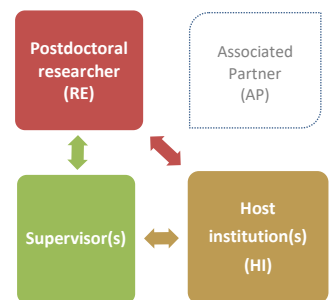 Postdoctoral
researcher
(RE)
Associated
Partner
(AP)
Supervisor(s)
Host
institution(s)
(HI)